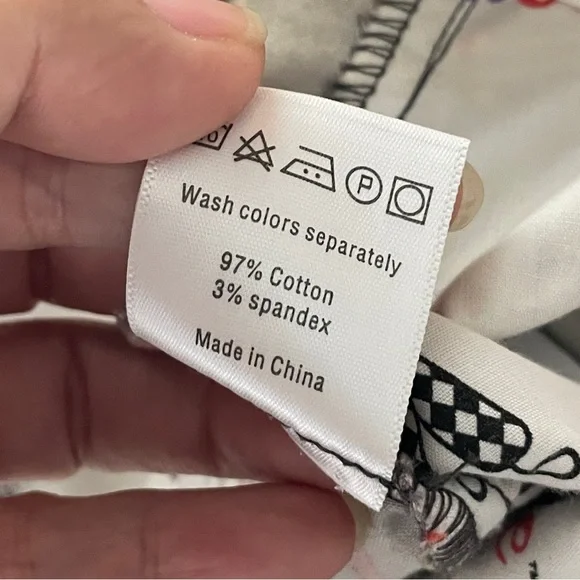 P
Wash colors separately
97% Cotton
3% spandex
Made in China